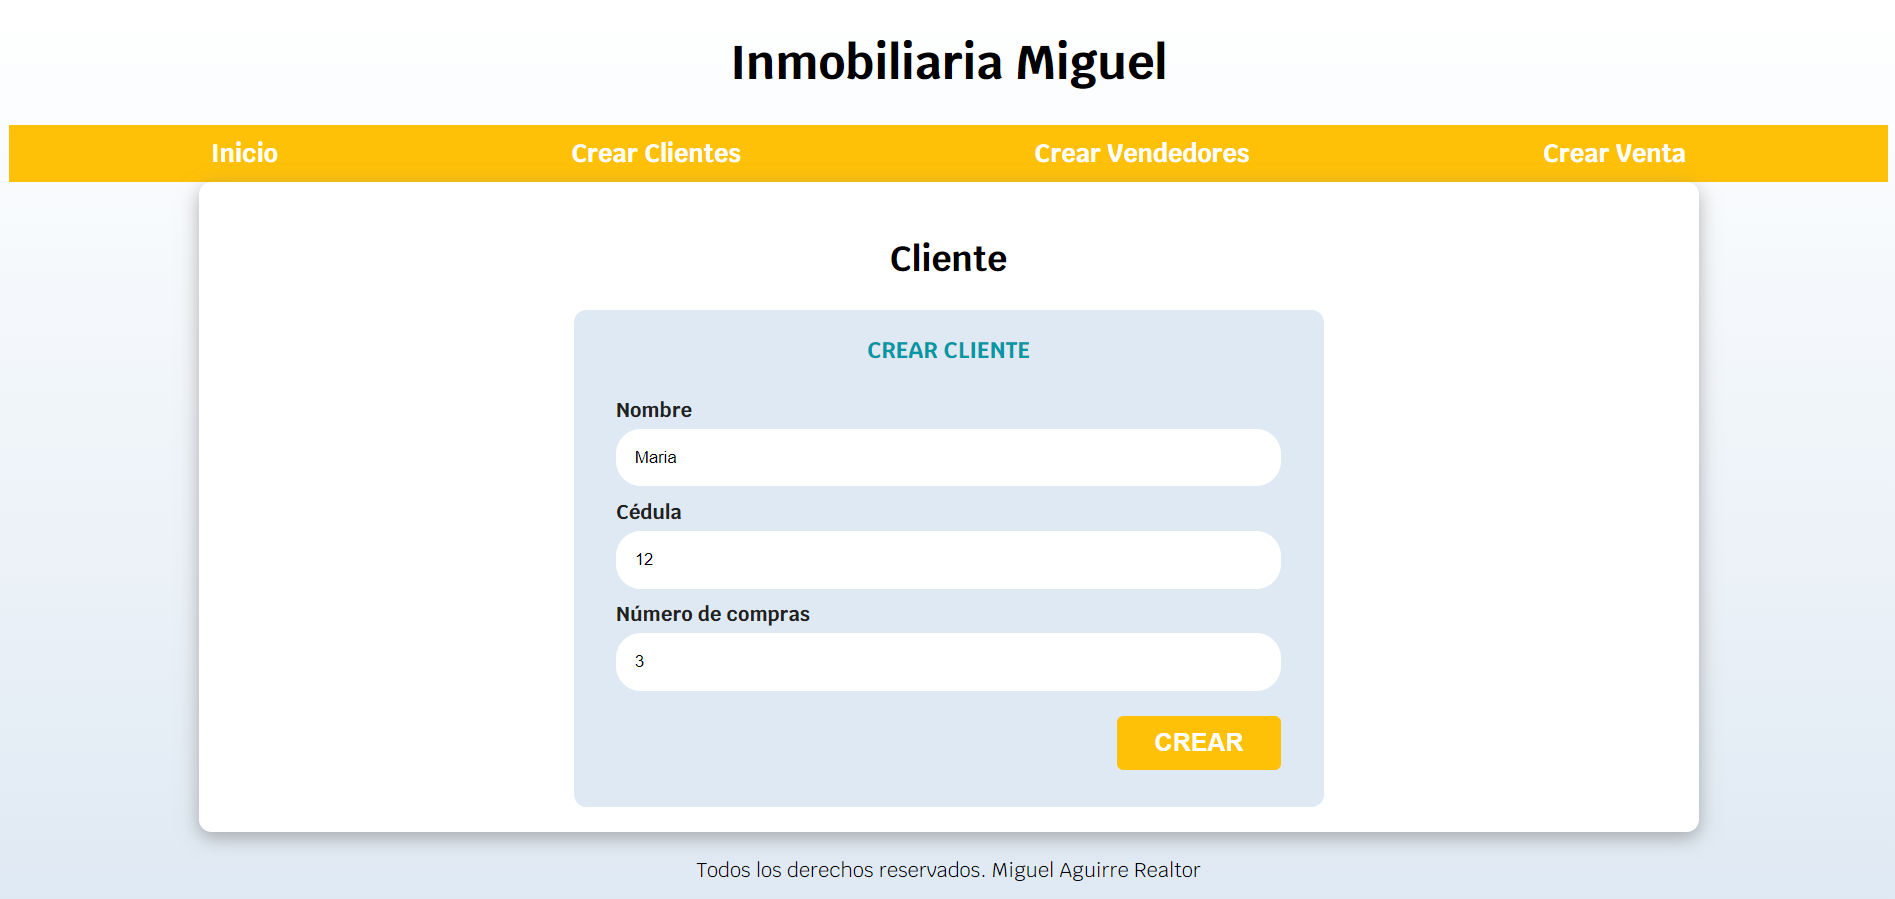 Inmobiliaria Miguel
Inicio Crear Clientes Crear Vendedores Crear Venta
Cliente
CREAR CLIENTE
Nombre
Maria
Cédula
12
Número de compras
3
CREAR
Todos los derechos reservados. Miguel Aguirre Realtor